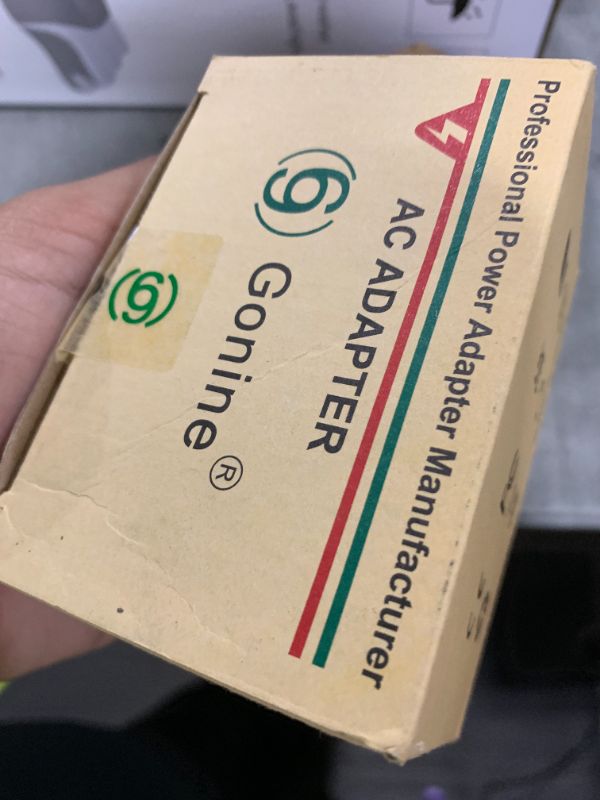 Professional Power Adapter Manufacturer
AC ADAPTER
Gonine®